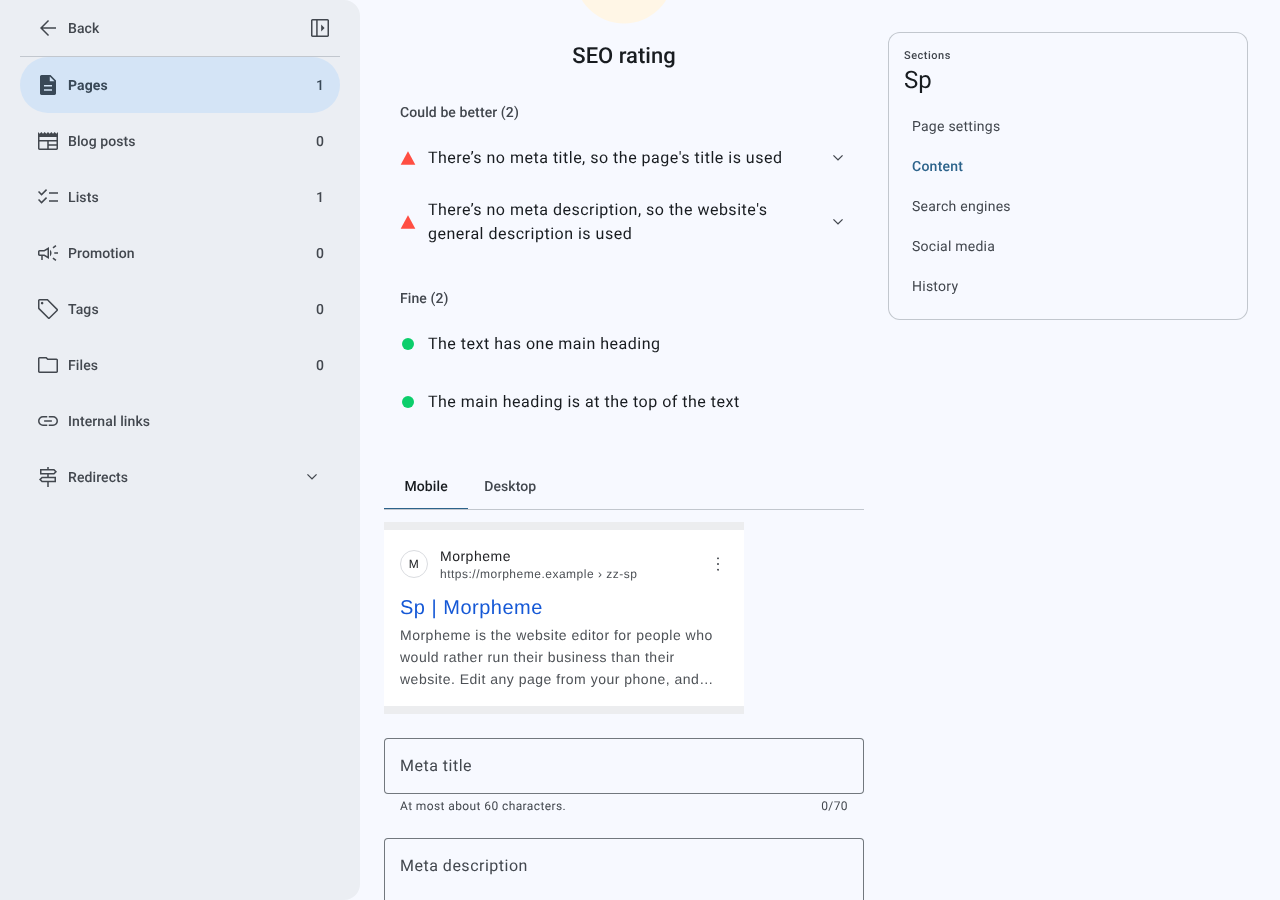 Back
Pages 1
Blog posts 0
Lists 1
Promotion 0
Tags 0
Files 0
Internal links
Redirects
SEO rating
Could be better (2)
There’s no meta title, so the page's title is used
There’s no meta description, so the website's
general description is used
Fine (2)
The text has one main heading
The main heading is at the top of the text
Mobile Desktop
M
Morpheme
https://morpheme.example › zz-sp
Sp | Morpheme
Morpheme is the website editor for people who
would rather run their business than their
website. Edit any page from your phone, and...
Meta title
At most about 60 characters. 0/70
Meta description
Sections
Sp
Page settings
Content
Search engines
Social media
History